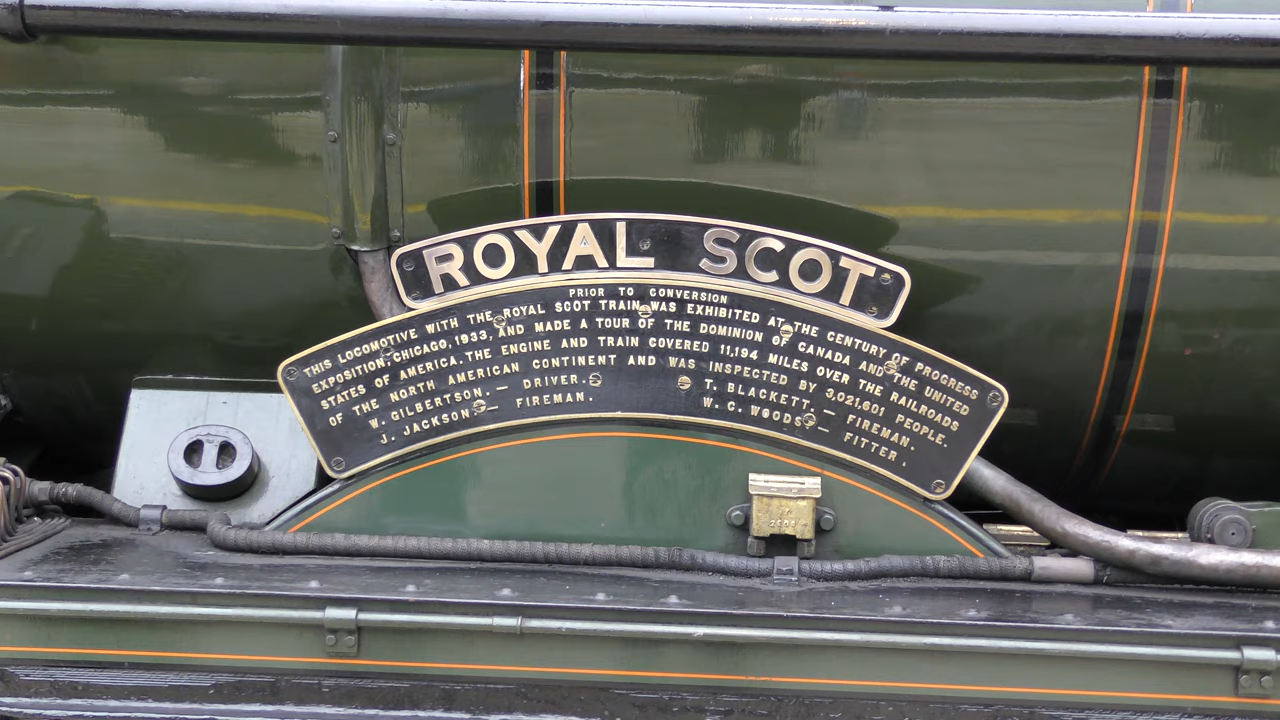 ROYAL SCOT
PRIOR TO CONVERSION
THIS LOCOMOTIVE WITH THE ROYAL SCOT TRAIN WAS EXHIBITED AT THE CENTURY OF PROGRESS
EXPOSITION, CHICAGO, 1933, AND MADE A TOUR OF THE DOMINION OF CANADA AND THE UNITED
STATES OF AMERICA. THE ENGINE AND TRAIN COVERED 11,194 MILES OVER THE RAILROADS
OF THE NORTH AMERICAN CONTINENT AND WAS INSPECTED BY 3,021,601 PEOPLE.
W. GILBERTSON. — DRIVER. T. BLACKETT. — FIREMAN.
J. JACKSON — FIREMAN. W. C. WOODS — FITTER.